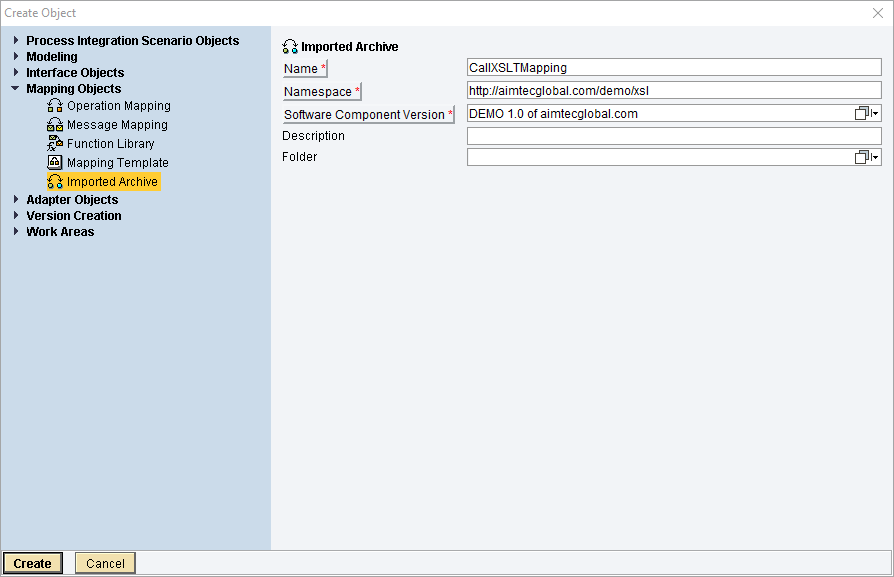 Create Object
Process Integration Scenario Objects
Modeling
Interface Objects
Mapping Objects
Operation Mapping
Message Mapping
Function Library
Mapping Template
Imported Archive
Adapter Objects
Version Creation
Work Areas
Imported Archive
Name * CallXSLTMapping
Namespace * http://aimtecglobal.com/demo/xsl
Software Component Version * DEMO 1.0 of aimtecglobal.com
Description
Folder
Create Cancel